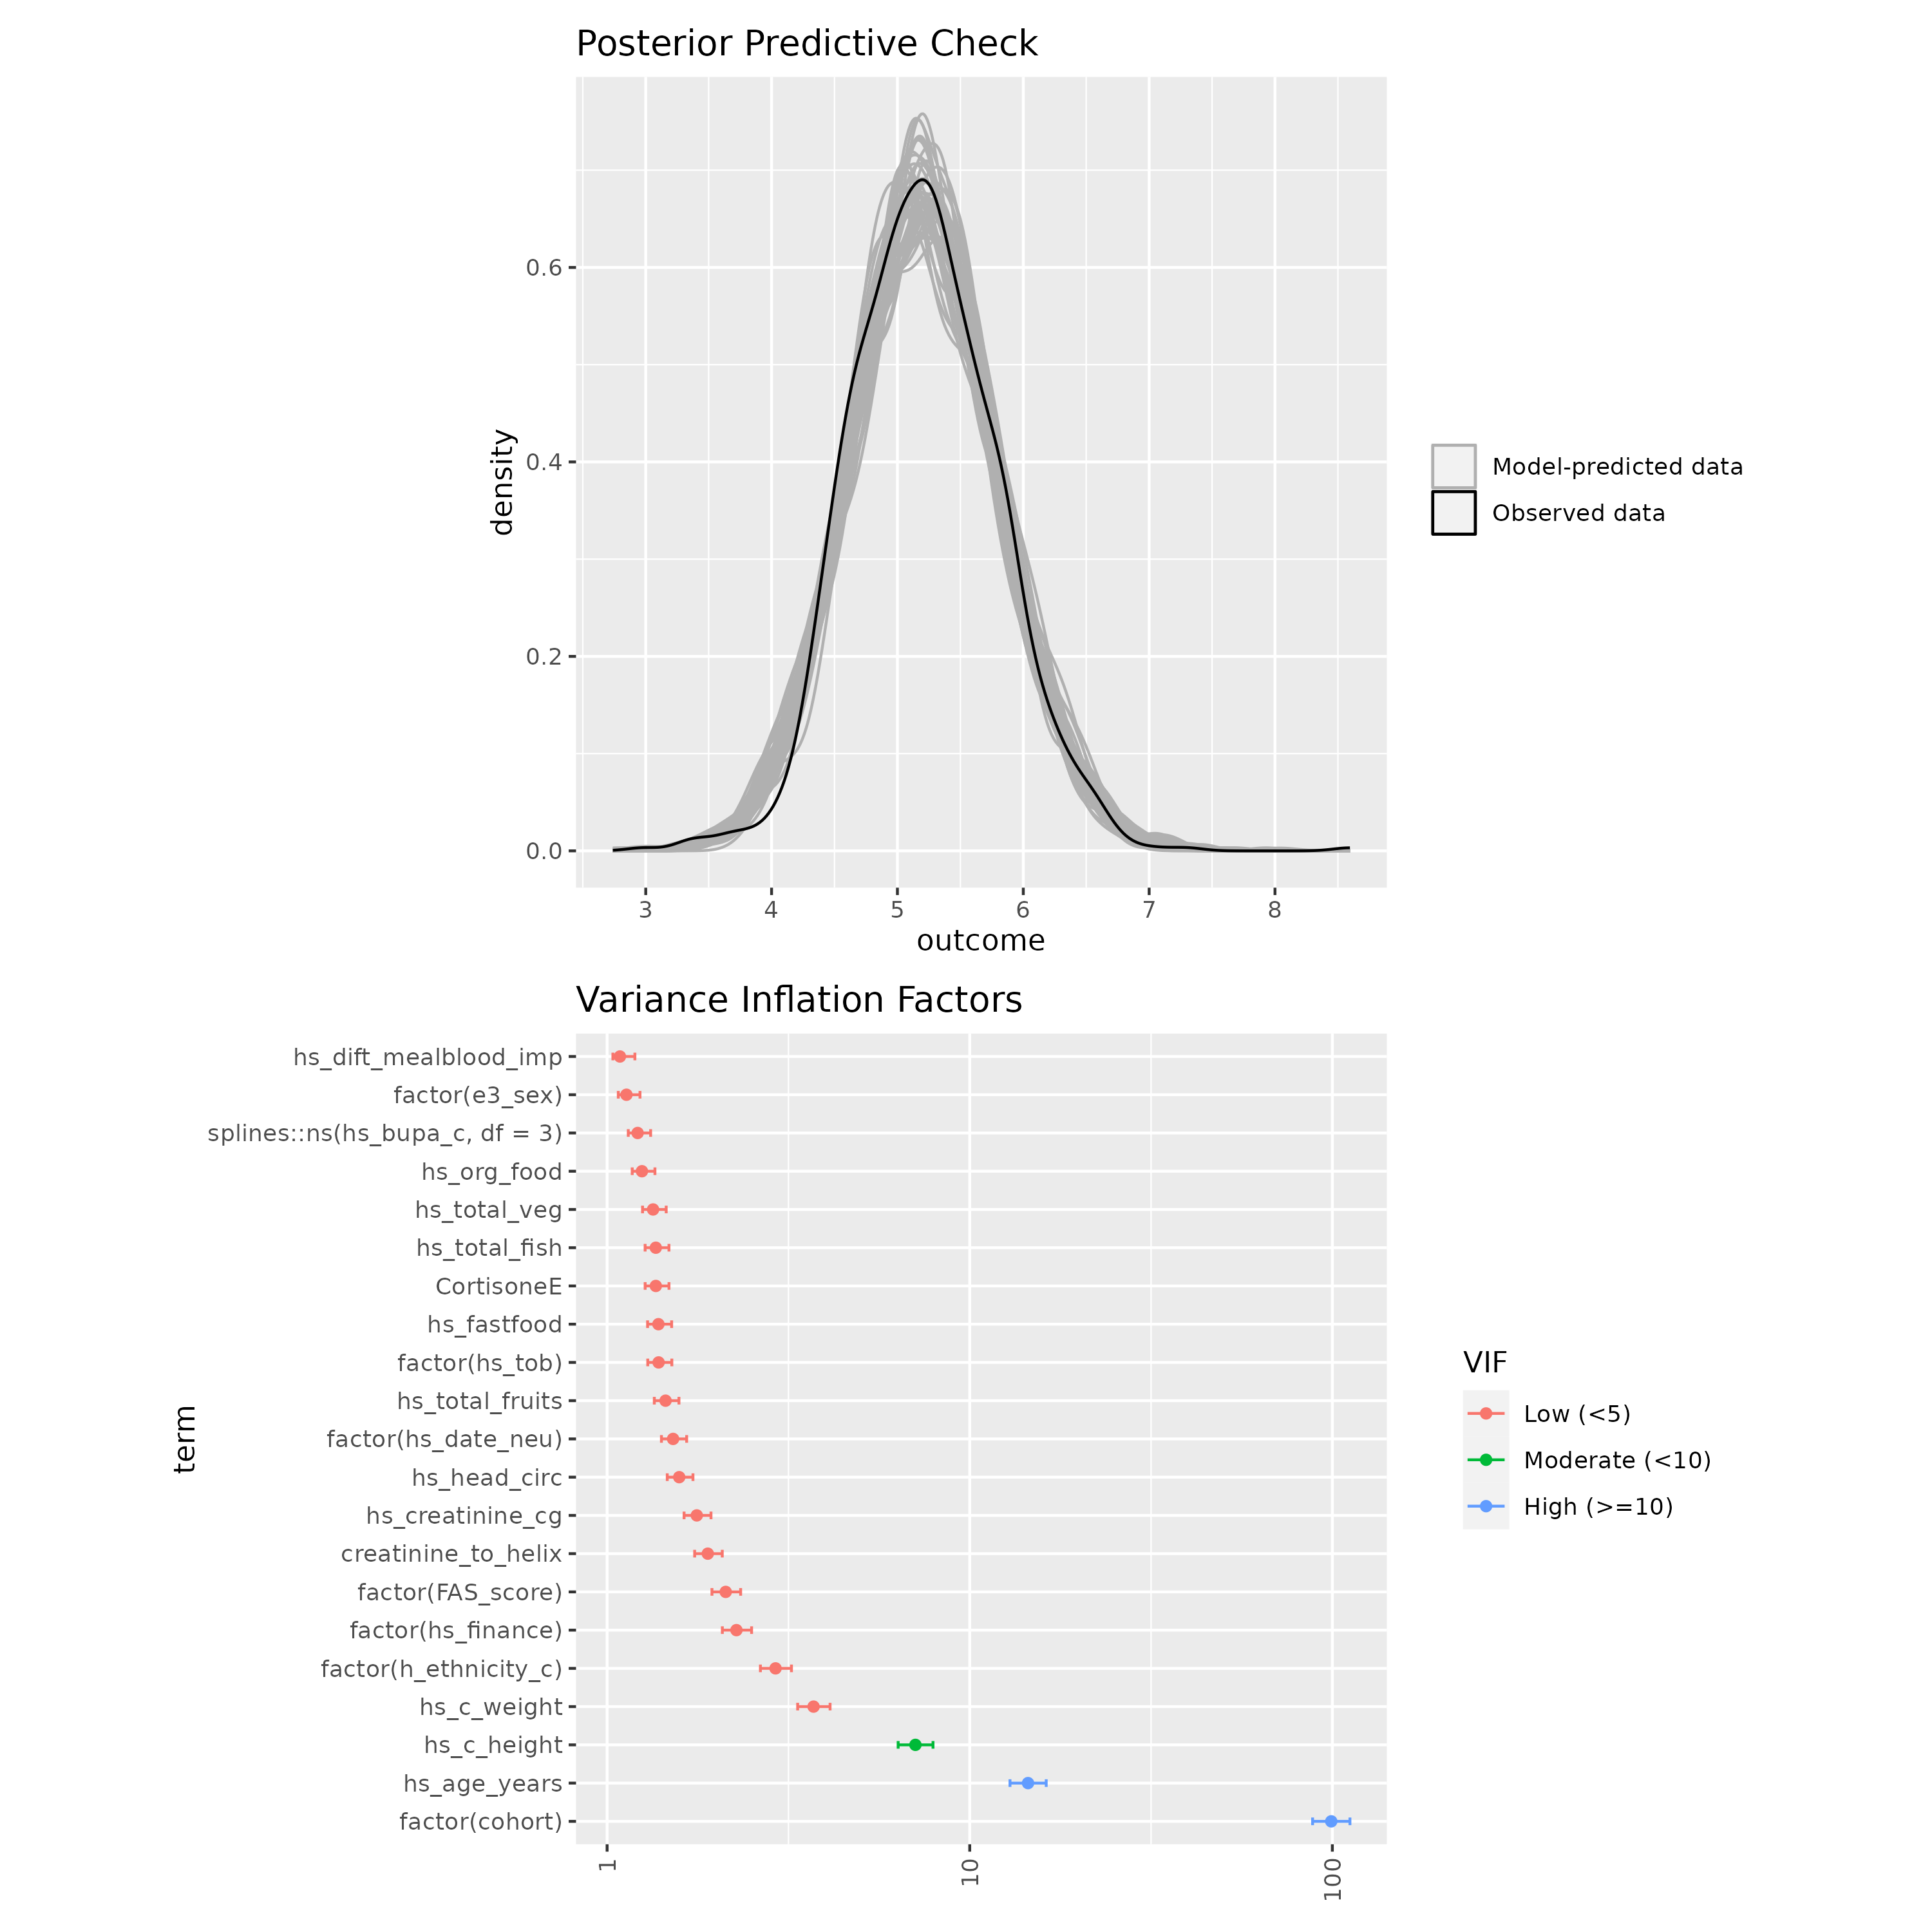 Posterior Predictive Check
density
0.6
0.4
0.2
0.0
3 4 5 6 7 8
outcome
Model-predicted data
Observed data
Variance Inflation Factors
term
hs_dift_mealblood_imp
factor(e3_sex)
splines::ns(hs_bupa_c, df = 3)
hs_org_food
hs_total_veg
hs_total_fish
CortisoneE
hs_fastfood
factor(hs_tob)
hs_total_fruits
factor(hs_date_neu)
hs_head_circ
hs_creatinine_cg
creatinine_to_helix
factor(FAS_score)
factor(hs_finance)
factor(h_ethnicity_c)
hs_c_weight
hs_c_height
hs_age_years
factor(cohort)
1 10 100
VIF
Low (<5)
Moderate (<10)
High (>=10)